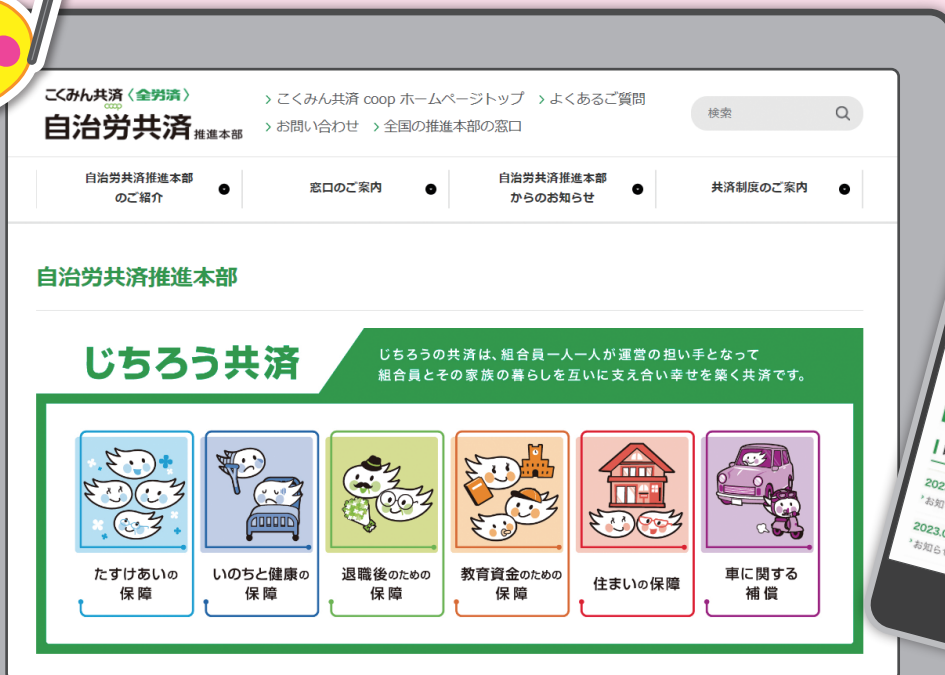 こくみん共済〈全労済〉
coop
自治労共済推進本部
こくみん共済 coop ホームページトップ
よくあるご質問
お問い合わせ
全国の推進本部の窓口
検索
自治労共済推進本部
のご紹介
窓口のご案内
自治労共済推進本部
からのお知らせ
共済制度のご案内
自治労共済推進本部
じちろう共済
じちろうの共済は、組合員一人一人が運営の担い手となって
組合員とその家族の暮らしを互いに支え合い幸せを築く共済です。
たすけあいの
保障
いのちと健康の
保障
退職後のための
保障
教育資金のための
保障
住まいの保障
車に関する
補償
2023.0
お知らせ